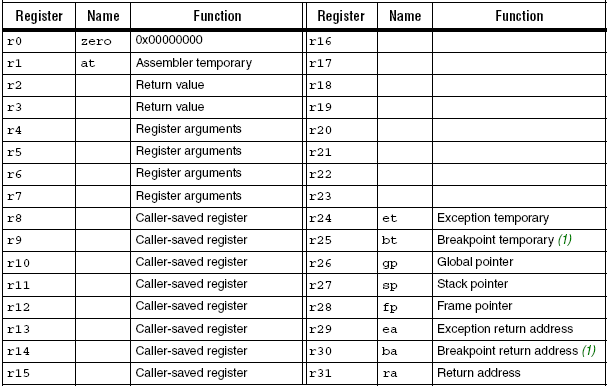 Register Name Function Register Name Function
r0 zero 0x00000000 r16
r1 at Assembler temporary r17
r2 Return value r18
r3 Return value r19
r4 Register arguments r20
r5 Register arguments r21
r6 Register arguments r22
r7 Register arguments r23
r8 Caller-saved register r24 et Exception temporary
r9 Caller-saved register r25 bt Breakpoint temporary (1)
r10 Caller-saved register r26 gp Global pointer
r11 Caller-saved register r27 sp Stack pointer
r12 Caller-saved register r28 fp Frame pointer
r13 Caller-saved register r29 ea Exception return address
r14 Caller-saved register r30 ba Breakpoint return address (1)
r15 Caller-saved register r31 ra Return address